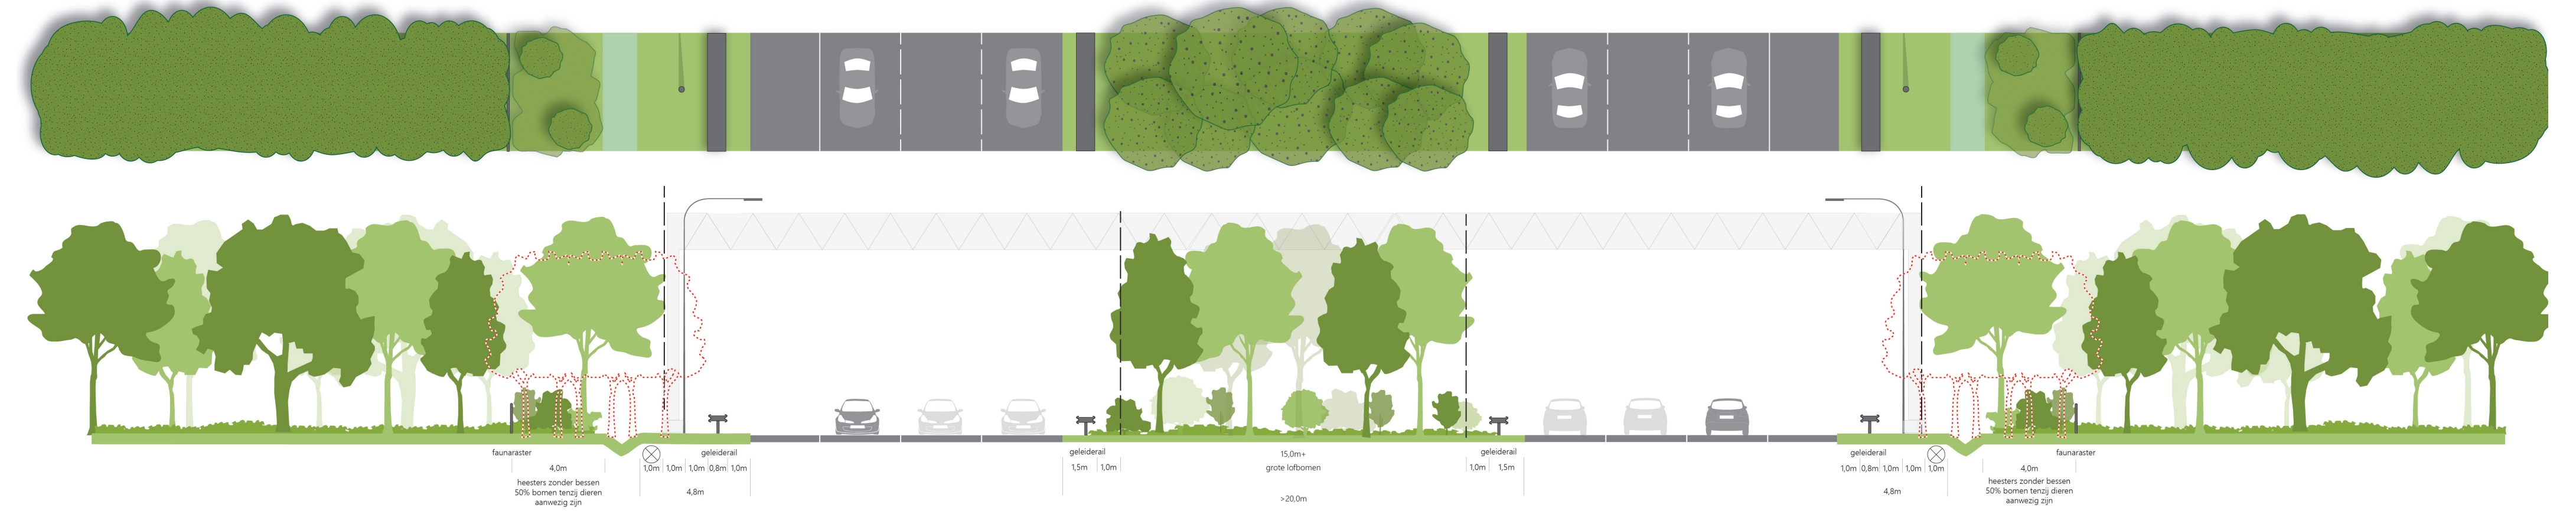 faunaraster
4,0m
heesters zonder bessen
50% bomen tenzij dieren
aanwezig zijn
geleiderail
1,0m 1,0m 1,0m 0,8m 1,0m
4,8m
geleiderail
1,5m 1,0m
15,0m+
grote lofbomen
>20,0m
geleiderail
1,0m 1,5m
geleiderail
1,0m 0,8m 1,0m 1,0m 1,0m
4,8m
faunaraster
4,0m
heesters zonder bessen
50% bomen tenzij dieren
aanwezig zijn